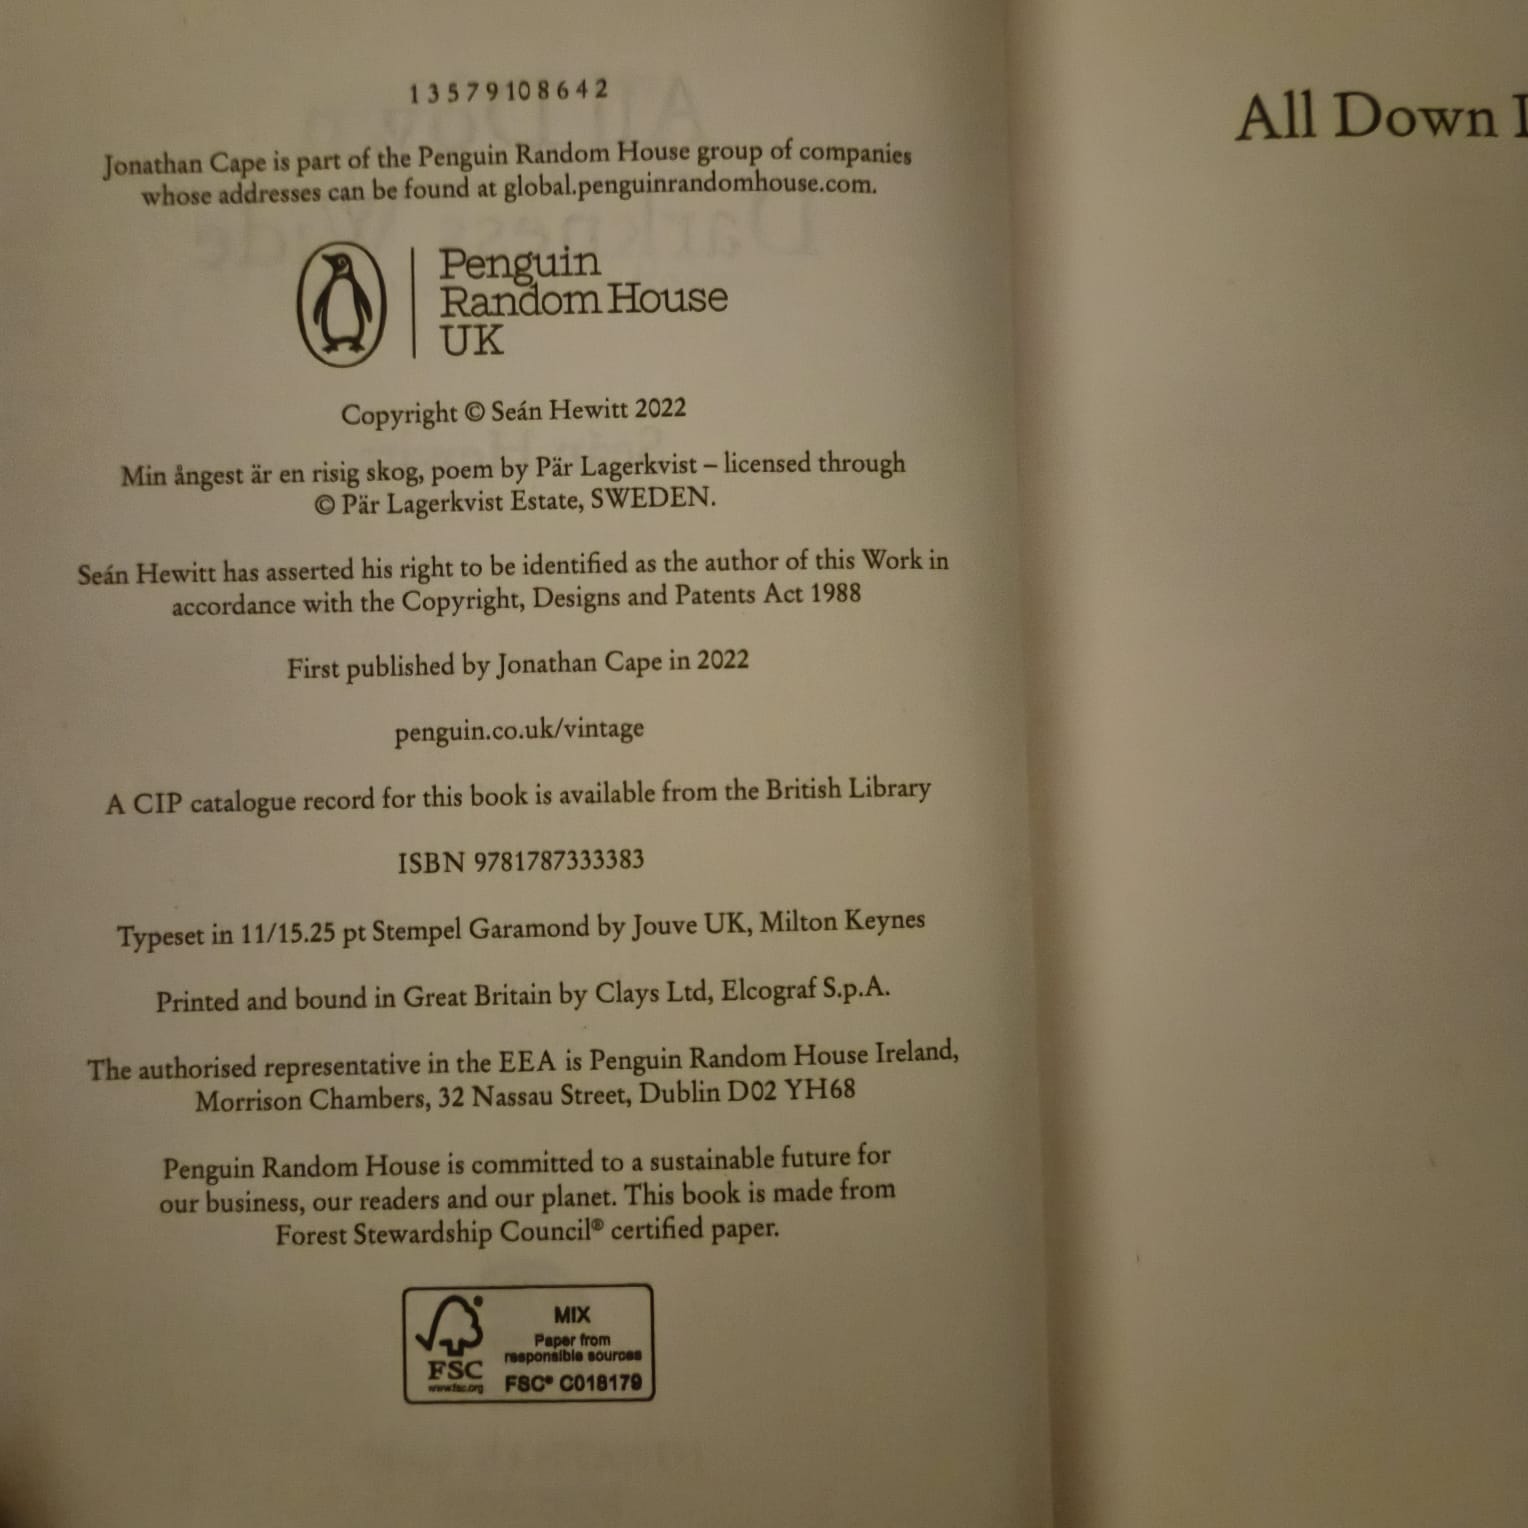 1 3 5 7 9 10 8 6 4 2
Jonathan Cape is part of the Penguin Random House group of companies
whose addresses can be found at global.penguinrandomhouse.com.
Penguin
Random House
UK
Copyright © Seán Hewitt 2022
Min ångest är en risig skog, poem by Pär Lagerkvist – licensed through
© Pär Lagerkvist Estate, SWEDEN.
Seán Hewitt has asserted his right to be identified as the author of this Work in
accordance with the Copyright, Designs and Patents Act 1988
First published by Jonathan Cape in 2022
penguin.co.uk/vintage
A CIP catalogue record for this book is available from the British Library
ISBN 9781787333383
Typeset in 11/15.25 pt Stempel Garamond by Jouve UK, Milton Keynes
Printed and bound in Great Britain by Clays Ltd, Elcograf S.p.A.
The authorised representative in the EEA is Penguin Random House Ireland,
Morrison Chambers, 32 Nassau Street, Dublin D02 YH68
Penguin Random House is committed to a sustainable future for
our business, our readers and our planet. This book is made from
Forest Stewardship Council® certified paper.
FSC
www.fsc.org
MIX
Paper from
responsible sources
FSC® C018179
All Down